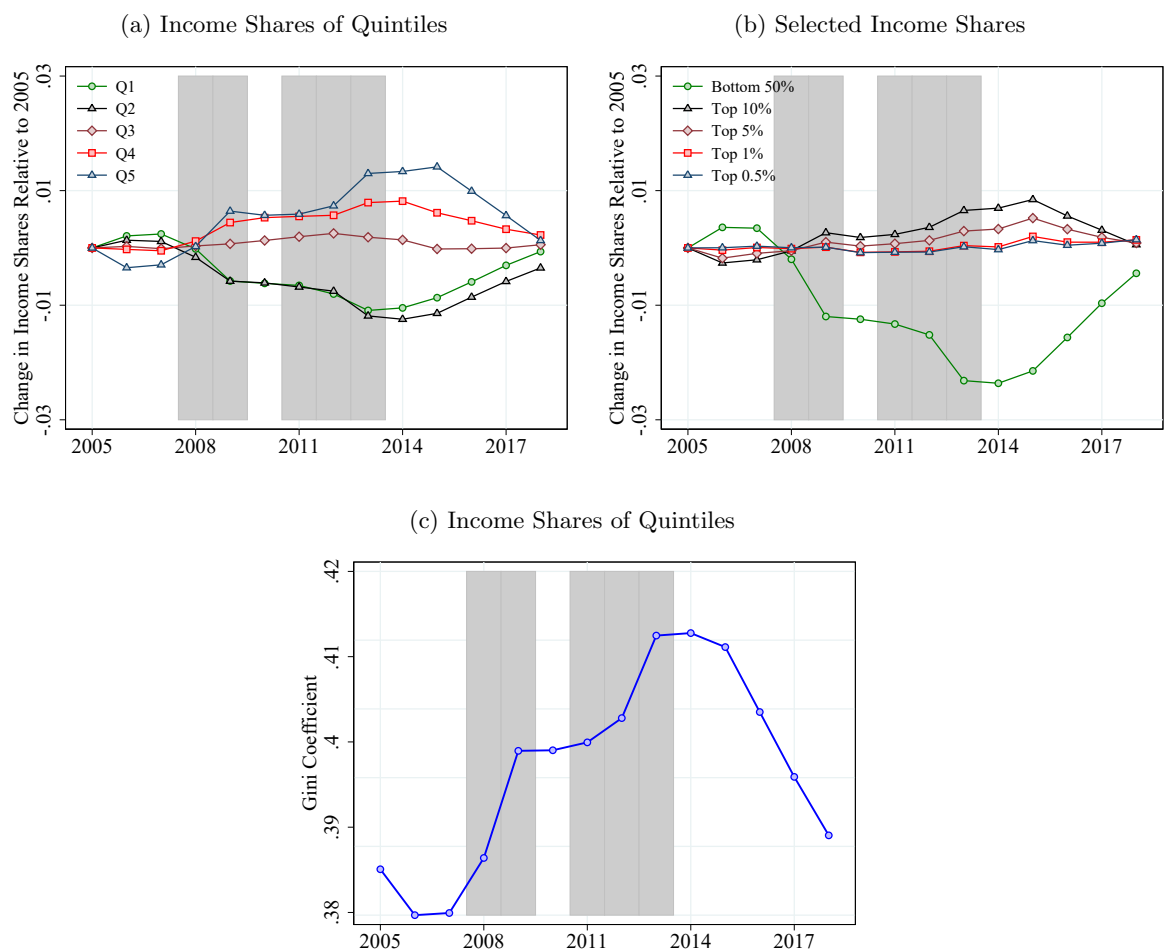 (a) Income Shares of Quintiles
Change in Income Shares Relative to 2005
.03
.01
-.01
-.03
Q1
Q2
Q3
Q4
Q5
2005 2008 2011 2014 2017
(b) Selected Income Shares
Change in Income Shares Relative to 2005
.03
.01
-.01
-.03
Bottom 50%
Top 10%
Top 5%
Top 1%
Top 0.5%
2005 2008 2011 2014 2017
(c) Income Shares of Quintiles
Gini Coefficient
.42
.41
.4
.39
.38
2005 2008 2011 2014 2017